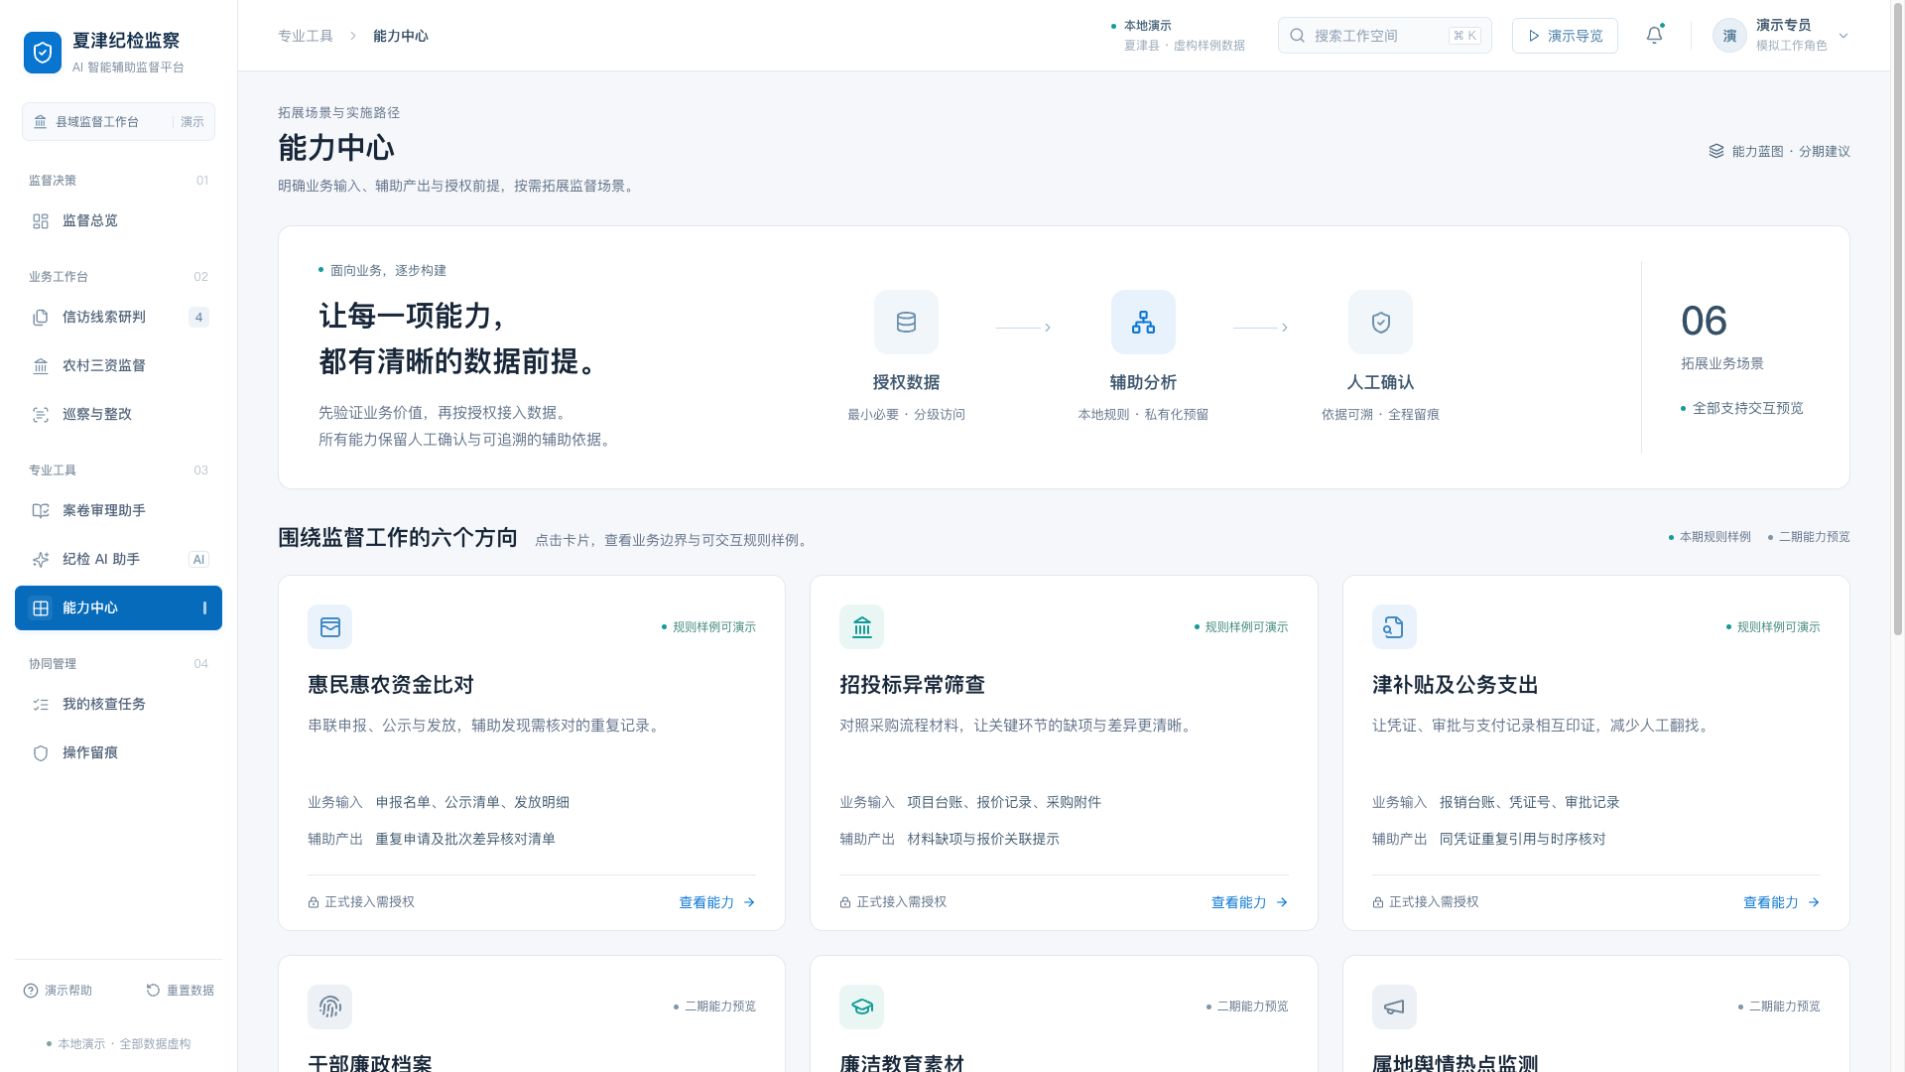 夏津纪检监察
AI 智能辅助监督平台
县域监督工作台 演示
监督决策 01
监督总览
业务工作台 02
信访线索研判 4
农村三资监督
巡察与整改
专业工具 03
案卷审理助手
纪检 AI 助手 AI
能力中心
协同管理 04
我的核查任务
操作留痕
演示帮助 重置数据
本地演示 · 全部数据虚构
专业工具 能力中心
本地演示
夏津县 · 虚构样例数据
搜索工作空间 ⌘ K
演示导览
演
演示专员
模拟工作角色
拓展场景与实施路径
能力中心
明确业务输入、辅助产出与授权前提，按需拓展监督场景。
能力蓝图 · 分期建议
面向业务，逐步构建
让每一项能力，
都有清晰的数据前提。
先验证业务价值，再按授权接入数据。
所有能力保留人工确认与可追溯的辅助依据。
授权数据
最小必要 · 分级访问
辅助分析
本地规则 · 私有化预留
人工确认
依据可溯 · 全程留痕
06
拓展业务场景
全部支持交互预览
围绕监督工作的六个方向 点击卡片，查看业务边界与可交互规则样例。
本期规则样例 二期能力预览
规则样例可演示
惠民惠农资金比对
串联申报、公示与发放，辅助发现需核对的重复记录。
业务输入 申报名单、公示清单、发放明细
辅助产出 重复申请及批次差异核对清单
正式接入需授权 查看能力
规则样例可演示
招投标异常筛查
对照采购流程材料，让关键环节的缺项与差异更清晰。
业务输入 项目台账、报价记录、采购附件
辅助产出 材料缺项与报价关联提示
正式接入需授权 查看能力
规则样例可演示
津补贴及公务支出
让凭证、审批与支付记录相互印证，减少人工翻找。
业务输入 报销台账、凭证号、审批记录
辅助产出 同凭证重复引用与时序核对
正式接入需授权 查看能力
二期能力预览
干部廉政档案
二期能力预览
廉洁教育素材
二期能力预览
属地舆情热点监测